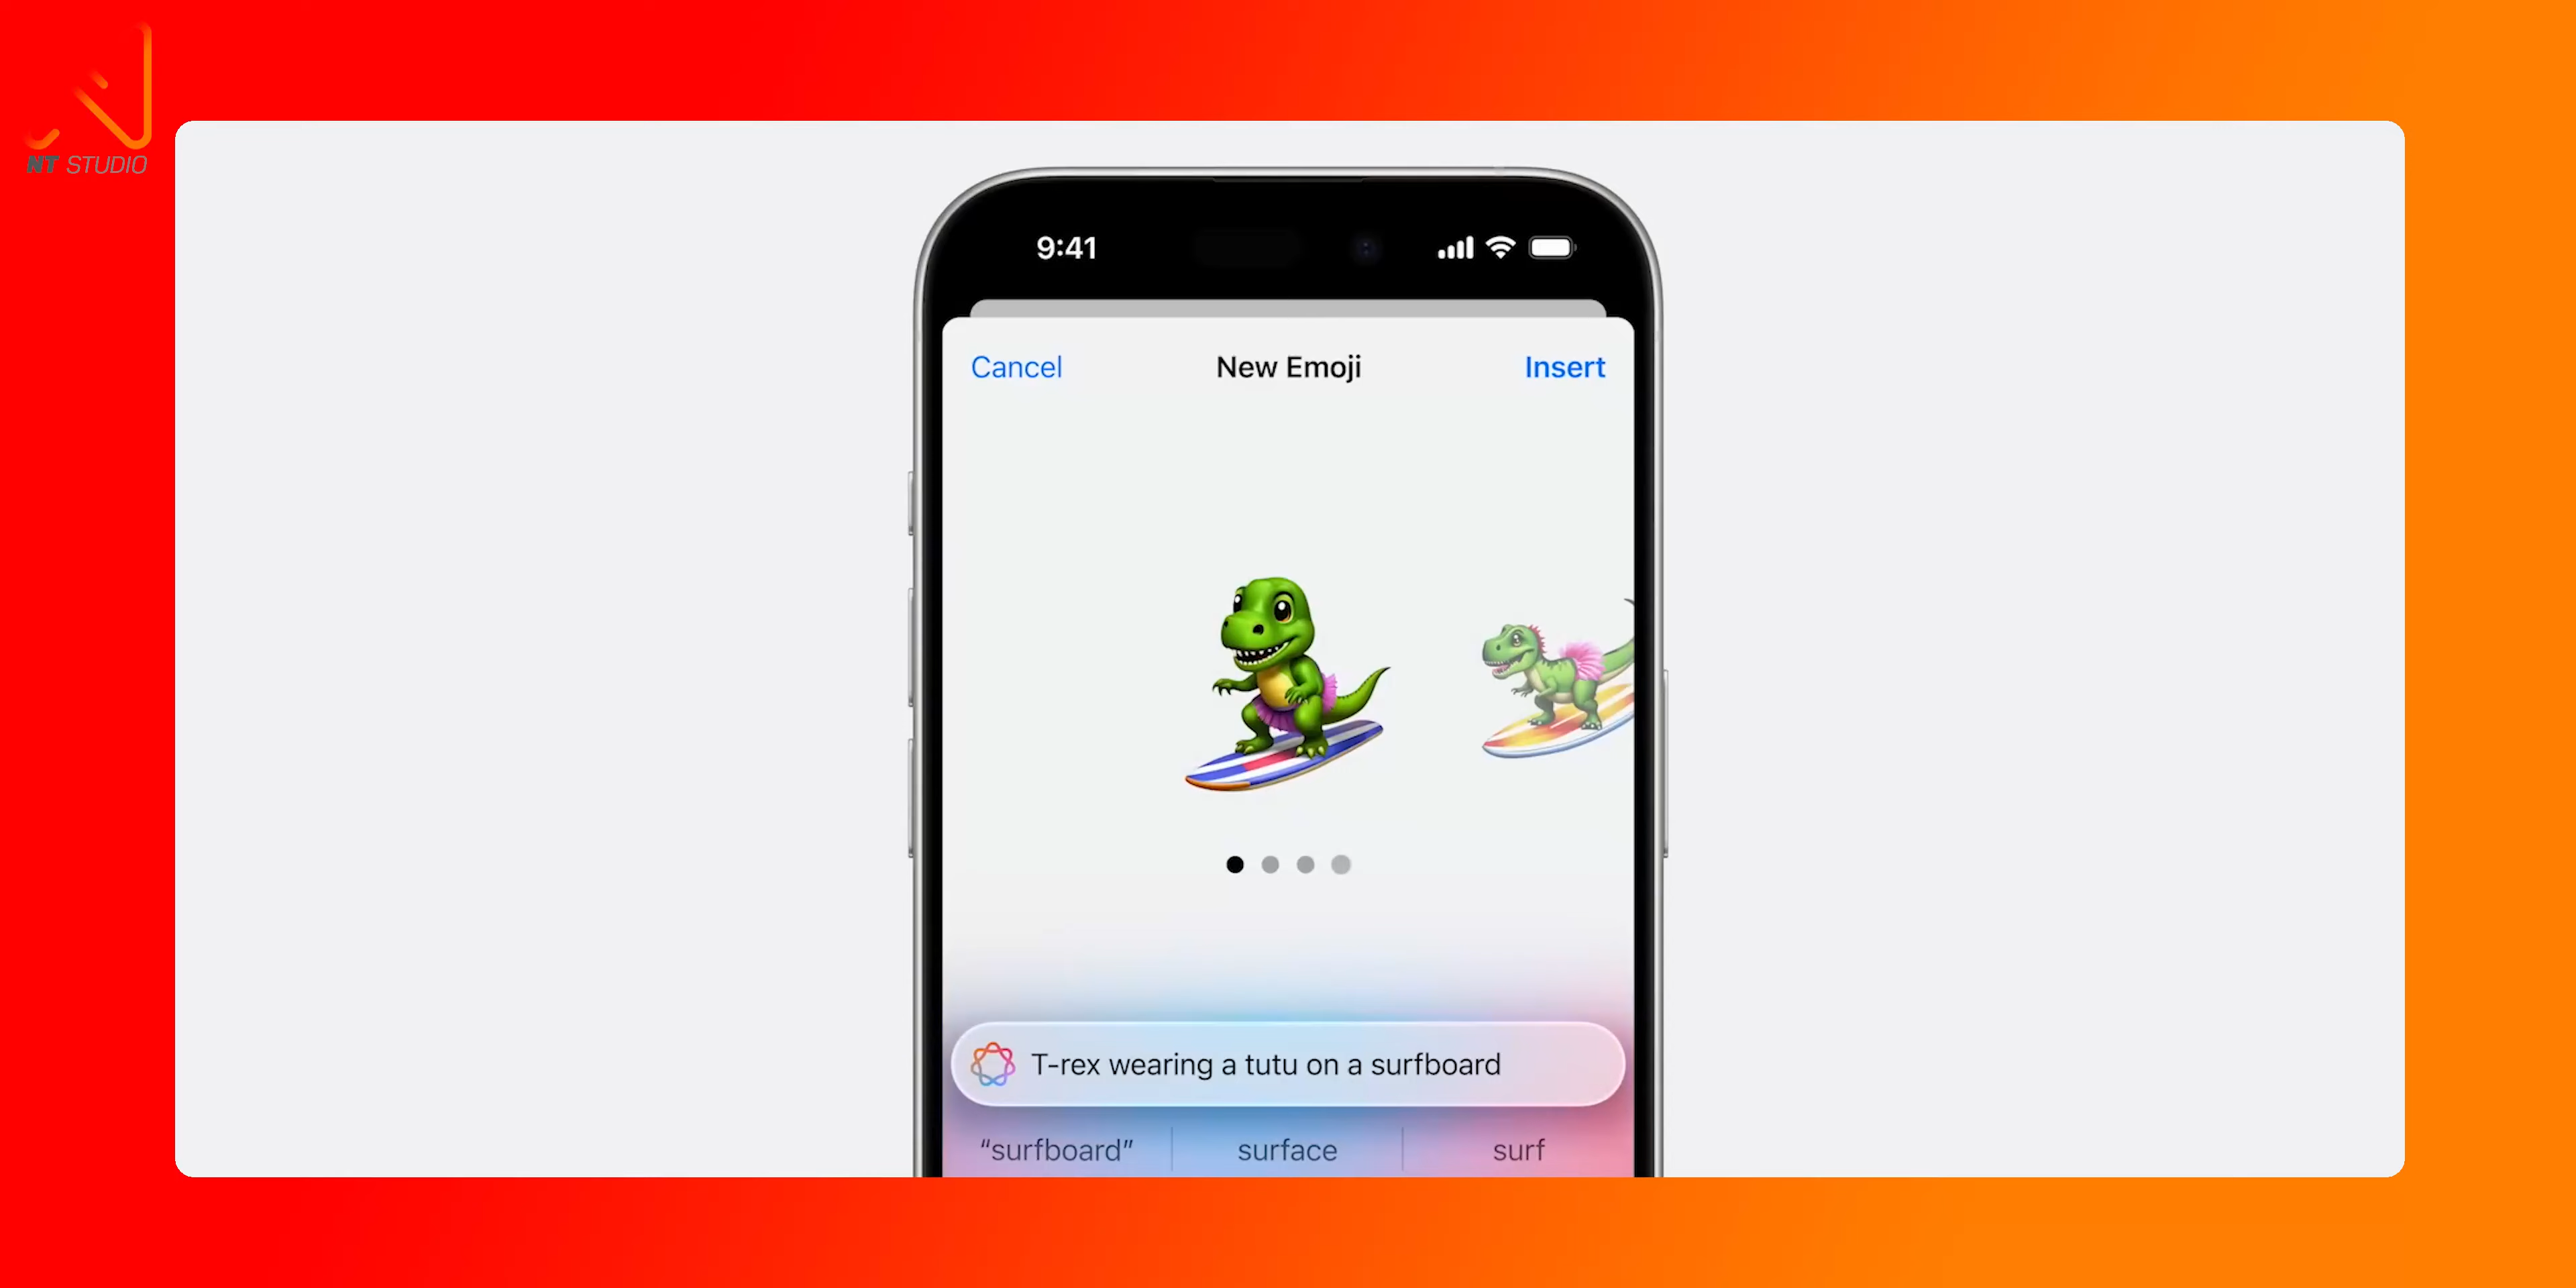 NT STUDIO
9:41
Cancel New Emoji Insert
T-rex wearing a tutu on a surfboard
“surfboard” surface surf